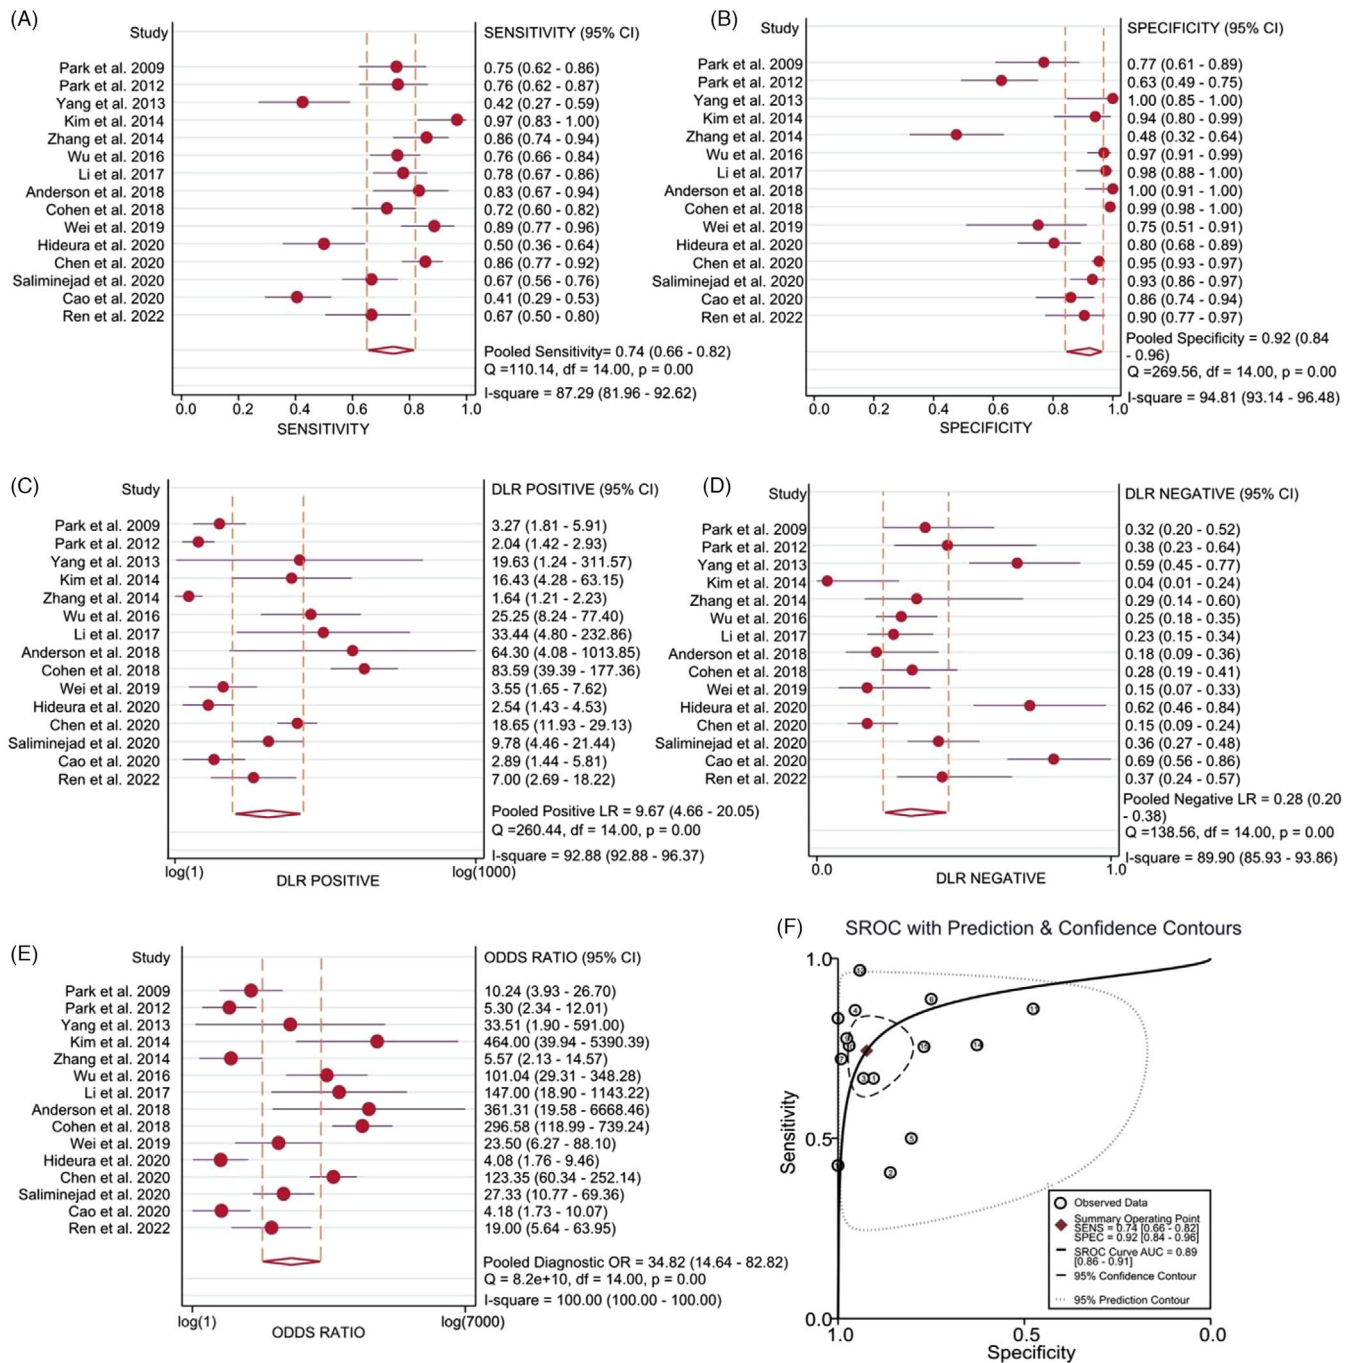 (A)
Study SENSITIVITY (95% CI)
Park et al. 2009 0.75 (0.62 - 0.86)
Park et al. 2012 0.76 (0.62 - 0.87)
Yang et al. 2013 0.42 (0.27 - 0.59)
Kim et al. 2014 0.97 (0.83 - 1.00)
Zhang et al. 2014 0.86 (0.74 - 0.94)
Wu et al. 2016 0.76 (0.66 - 0.84)
Li et al. 2017 0.78 (0.67 - 0.86)
Anderson et al. 2018 0.83 (0.67 - 0.94)
Cohen et al. 2018 0.72 (0.60 - 0.82)
Wei et al. 2019 0.89 (0.77 - 0.96)
Hideura et al. 2020 0.50 (0.36 - 0.64)
Chen et al. 2020 0.86 (0.77 - 0.92)
Saliminejad et al. 2020 0.67 (0.56 - 0.76)
Cao et al. 2020 0.41 (0.29 - 0.53)
Ren et al. 2022 0.67 (0.50 - 0.80)
Pooled Sensitivity= 0.74 (0.66 - 0.82)
Q =110.14, df = 14.00, p = 0.00
I-square = 87.29 (81.96 - 92.62)
0.0 0.2 0.4 0.6 0.8 1.0
SENSITIVITY
(B)
Study SPECIFICITY (95% CI)
Park et al. 2009 0.77 (0.61 - 0.89)
Park et al. 2012 0.63 (0.49 - 0.75)
Yang et al. 2013 1.00 (0.85 - 1.00)
Kim et al. 2014 0.94 (0.80 - 0.99)
Zhang et al. 2014 0.48 (0.32 - 0.64)
Wu et al. 2016 0.97 (0.91 - 0.99)
Li et al. 2017 0.98 (0.88 - 1.00)
Anderson et al. 2018 1.00 (0.91 - 1.00)
Cohen et al. 2018 0.99 (0.98 - 1.00)
Wei et al. 2019 0.75 (0.51 - 0.91)
Hideura et al. 2020 0.80 (0.68 - 0.89)
Chen et al. 2020 0.95 (0.93 - 0.97)
Saliminejad et al. 2020 0.93 (0.86 - 0.97)
Cao et al. 2020 0.86 (0.74 - 0.94)
Ren et al. 2022 0.90 (0.77 - 0.97)
Pooled Specificity = 0.92 (0.84
- 0.96)
Q =269.56, df = 14.00, p = 0.00
I-square = 94.81 (93.14 - 96.48)
0.0 0.2 0.4 0.6 0.8 1.0
SPECIFICITY
(C)
Study DLR POSITIVE (95% CI)
Park et al. 2009 3.27 (1.81 - 5.91)
Park et al. 2012 2.04 (1.42 - 2.93)
Yang et al. 2013 19.63 (1.24 - 311.57)
Kim et al. 2014 16.43 (4.28 - 63.15)
Zhang et al. 2014 1.64 (1.21 - 2.23)
Wu et al. 2016 25.25 (8.24 - 77.40)
Li et al. 2017 33.44 (4.80 - 232.86)
Anderson et al. 2018 64.30 (4.08 - 1013.85)
Cohen et al. 2018 83.59 (39.39 - 177.36)
Wei et al. 2019 3.55 (1.65 - 7.62)
Hideura et al. 2020 2.54 (1.43 - 4.53)
Chen et al. 2020 18.65 (11.93 - 29.13)
Saliminejad et al. 2020 9.78 (4.46 - 21.44)
Cao et al. 2020 2.89 (1.44 - 5.81)
Ren et al. 2022 7.00 (2.69 - 18.22)
Pooled Positive LR = 9.67 (4.66 - 20.05)
Q =260.44, df = 14.00, p = 0.00
I-square = 92.88 (92.88 - 96.37)
log(1) log(1000)
DLR POSITIVE
(D)
Study DLR NEGATIVE (95% CI)
Park et al. 2009 0.32 (0.20 - 0.52)
Park et al. 2012 0.38 (0.23 - 0.64)
Yang et al. 2013 0.59 (0.45 - 0.77)
Kim et al. 2014 0.04 (0.01 - 0.24)
Zhang et al. 2014 0.29 (0.14 - 0.60)
Wu et al. 2016 0.25 (0.18 - 0.35)
Li et al. 2017 0.23 (0.15 - 0.34)
Anderson et al. 2018 0.18 (0.09 - 0.36)
Cohen et al. 2018 0.28 (0.19 - 0.41)
Wei et al. 2019 0.15 (0.07 - 0.33)
Hideura et al. 2020 0.62 (0.46 - 0.84)
Chen et al. 2020 0.15 (0.09 - 0.24)
Saliminejad et al. 2020 0.36 (0.27 - 0.48)
Cao et al. 2020 0.69 (0.56 - 0.86)
Ren et al. 2022 0.37 (0.24 - 0.57)
Pooled Negative LR = 0.28 (0.20
- 0.38)
Q =138.56, df = 14.00, p = 0.00
I-square = 89.90 (85.93 - 93.86)
0.0 1.0
DLR NEGATIVE
(E)
Study ODDS RATIO (95% CI)
Park et al. 2009 10.24 (3.93 - 26.70)
Park et al. 2012 5.30 (2.34 - 12.01)
Yang et al. 2013 33.51 (1.90 - 591.00)
Kim et al. 2014 464.00 (39.94 - 5390.39)
Zhang et al. 2014 5.57 (2.13 - 14.57)
Wu et al. 2016 101.04 (29.31 - 348.28)
Li et al. 2017 147.00 (18.90 - 1143.22)
Anderson et al. 2018 361.31 (19.58 - 6668.46)
Cohen et al. 2018 296.58 (118.99 - 739.24)
Wei et al. 2019 23.50 (6.27 - 88.10)
Hideura et al. 2020 4.08 (1.76 - 9.46)
Chen et al. 2020 123.35 (60.34 - 252.14)
Saliminejad et al. 2020 27.33 (10.77 - 69.36)
Cao et al. 2020 4.18 (1.73 - 10.07)
Ren et al. 2022 19.00 (5.64 - 63.95)
Pooled Diagnostic OR = 34.82 (14.64 - 82.82)
Q = 8.2e+10, df = 14.00, p = 0.00
I-square = 100.00 (100.00 - 100.00)
log(1) log(7000)
ODDS RATIO
(F)
SROC with Prediction & Confidence Contours
1.0
0.5
0.0
Sensitivity
Observed Data
Summary Operating Point
SENS = 0.74 [0.66 - 0.82]
SPEC = 0.92 [0.84 - 0.96]
SROC Curve AUC = 0.89
[0.86 - 0.91]
95% Confidence Contour
95% Prediction Contour
1.0 0.5 0.0
Specificity